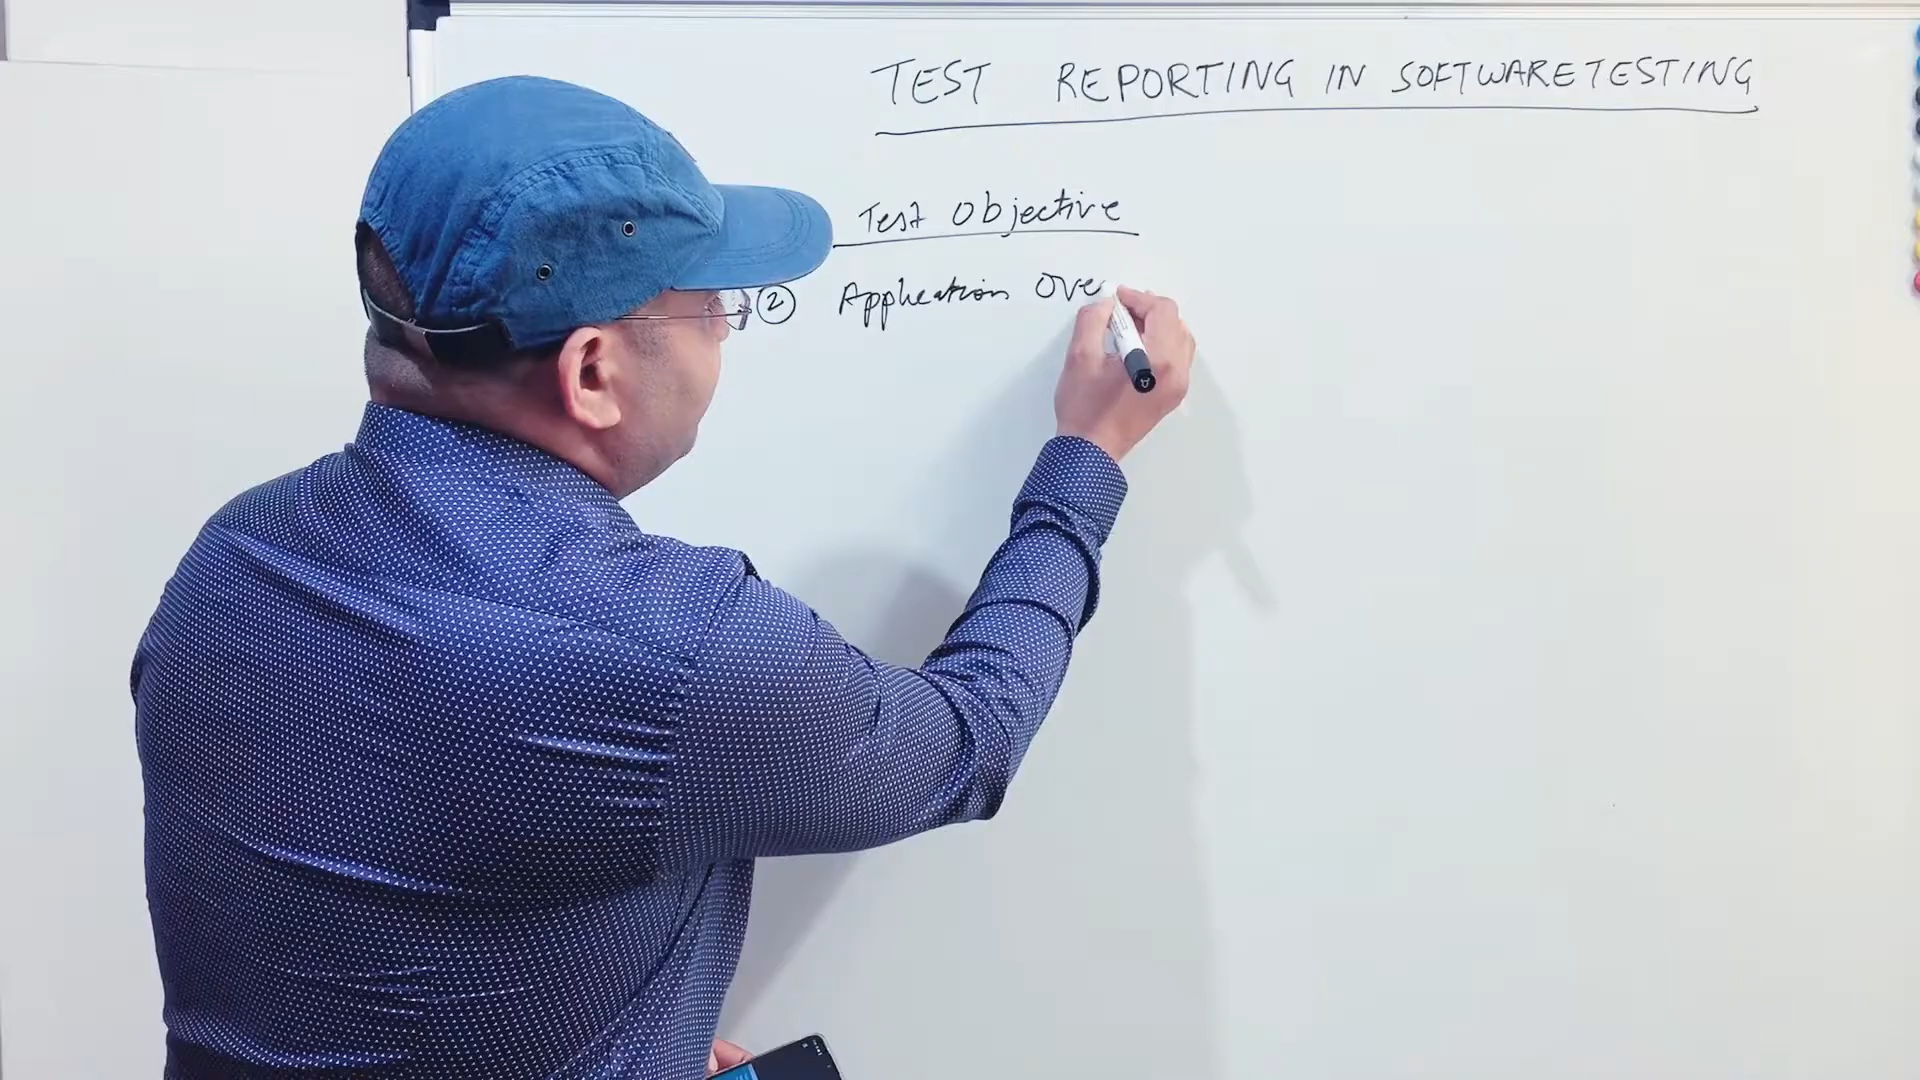 TEST REPORTING IN SOFTWARE TESTING
Test Objective
② Application Ove